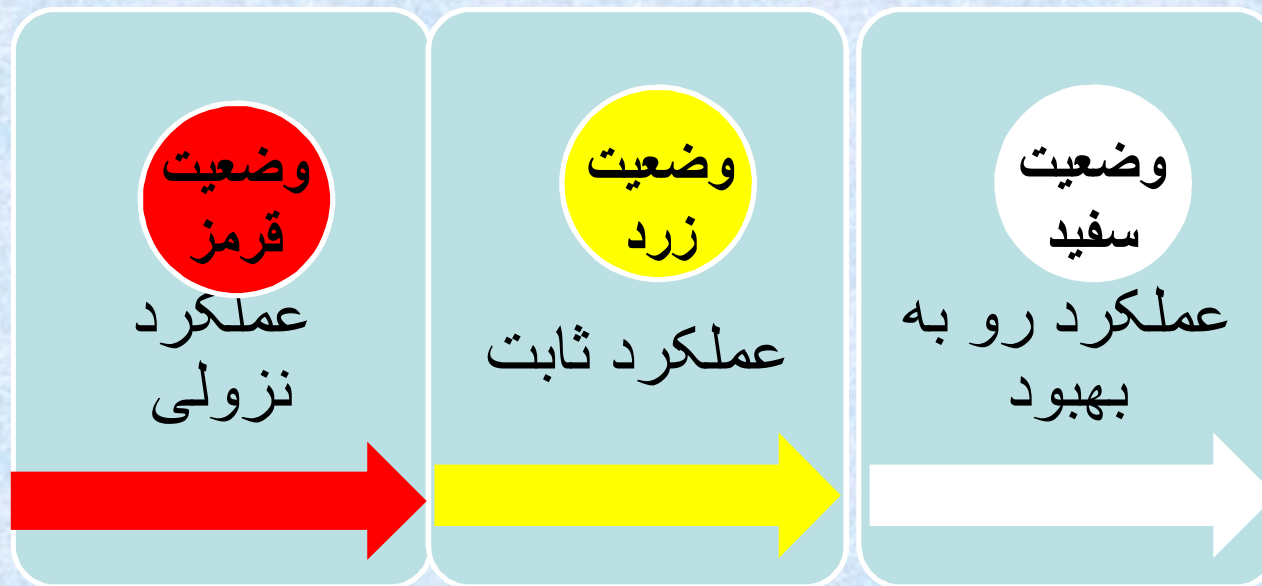 وضعیت
سفید
عملکرد رو به
بهبود
وضعیت
زرد
عملکرد ثابت
وضعیت
قرمز
عملکرد
نزولی